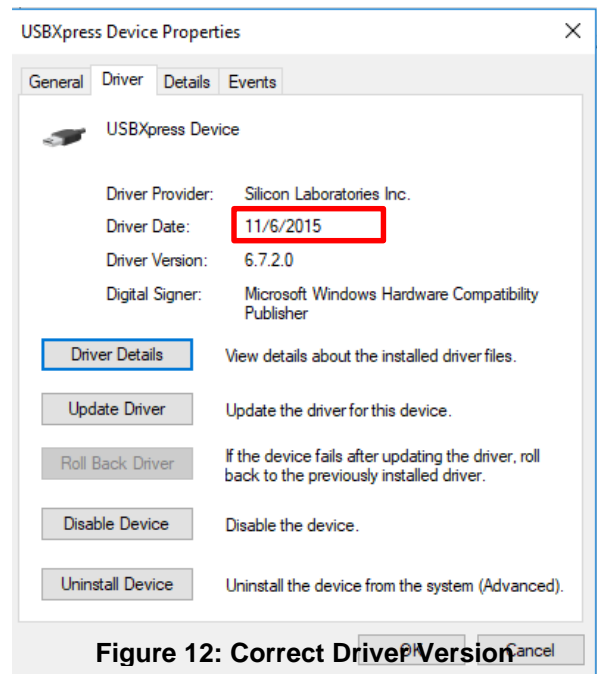 USBXpress Device Properties
General Driver Details Events
USBXpress Device
Driver Provider: Silicon Laboratories Inc.
Driver Date: 11/6/2015
Driver Version: 6.7.2.0
Digital Signer: Microsoft Windows Hardware Compatibility
Publisher
Driver Details View details about the installed driver files.
Update Driver Update the driver for this device.
Roll Back Driver If the device fails after updating the driver, roll
back to the previously installed driver.
Disable Device Disable the device.
Uninstall Device Uninstall the device from the system (Advanced).
OK Cancel
Figure 12: Correct Driver Version